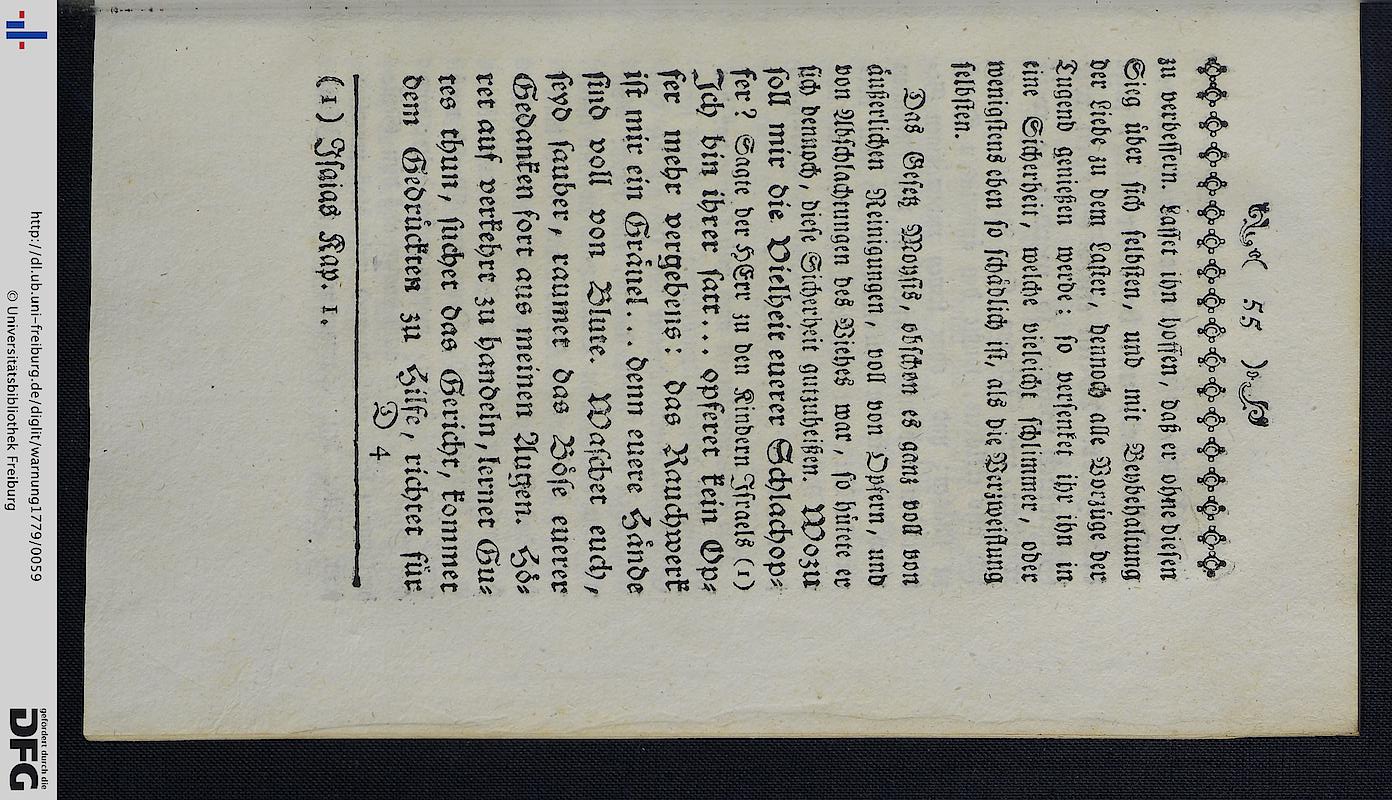 ( 55 )
zu verbeſſern. Laſſet ihn hoffen, daß er ohne dieſen
Sieg über ſich ſelbſten, und mit Beybehaltung
der Liebe zu dem Laſter, dennoch alle Vorzüge der
Tugend genießen werde: ſo verſenket ihr ihn in
eine Sicherheit, welche vieleicht ſchlimmer, oder
wenigſtens eben ſo ſchädlich iſt, als die Verzweiflung
ſelbſten.
Das Geſetz Moyſis, obſchon es ganz voll von
äußerlichen Reinigungen, voll von Opfern, und
von Abſchlachtungen des Viehes war, ſo hütete er
ſich dennoch, dieſe Sicherheit gutzuheißen. Wozu
ſoll mir die Vielheit euerer Schlachop⸗
fer? Sagte der HErr zu den Kindern Iſraels (1)
Ich bin ihrer ſatt... opferet kein Op⸗
fer mehr vergebens: das Rauchwerk
iſt mir ein Gräuel... denn euere Hände
ſind voll von Blute. Waſchet euch,
ſeyd ſauber, raumet das Böſe euerer
Gedanken fort aus meinen Augen. Hö⸗
ret auf verkehrt zu handeln, lernet Gu⸗
tes thun, ſuchet das Gericht, kommet
dem Gedrückten zu Hilfe, richtet für
D 4
(1) Iſaias Kap. 1.
http://dl.ub.uni-freiburg.de/diglit/warnung1779/0059
© Universitätsbibliothek Freiburg
gefördert durch die
DFG